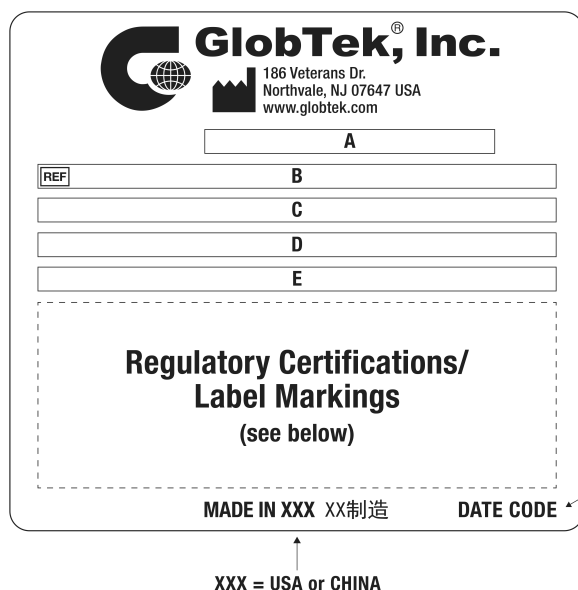 GlobTek, Inc.®
186 Veterans Dr.
Northvale, NJ 07647 USA
www.globtek.com
A
REF B
C
D
E
Regulatory Certifications/
Label Markings
(see below)
MADE IN XXX XX制造 DATE CODE
XXX = USA or CHINA